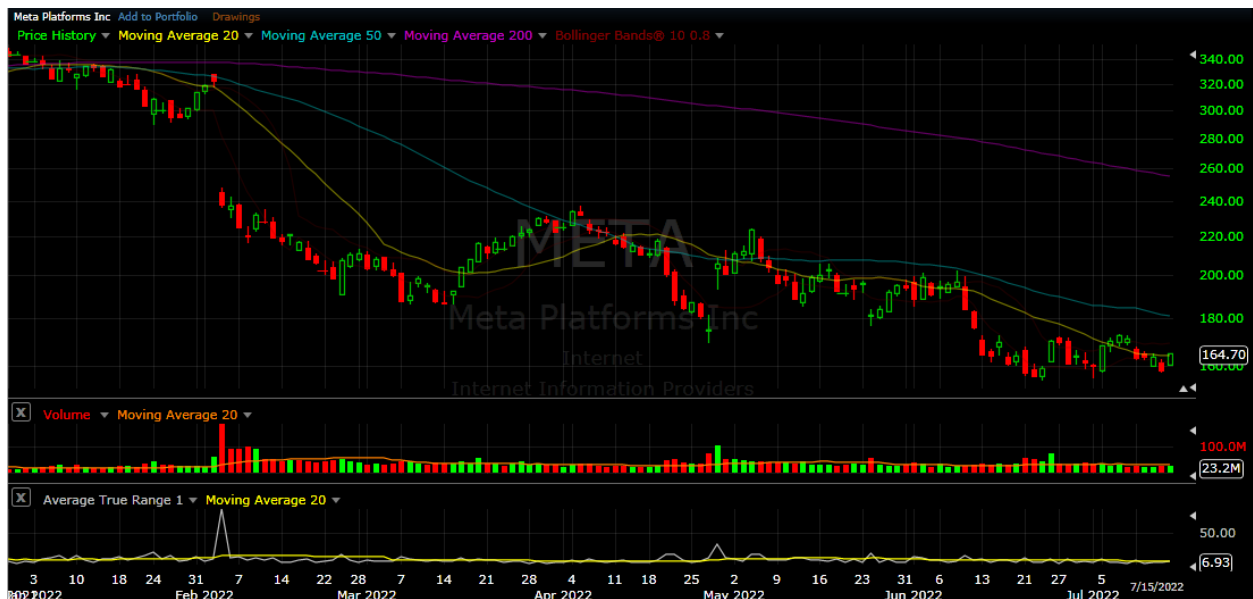 Meta Platforms Inc Add to Portfolio Drawings
Price History Moving Average 20 Moving Average 50 Moving Average 200 Bollinger Bands® 10 0.8
340.00
320.00
300.00
280.00
260.00
240.00
220.00
200.00
180.00
164.70
160.00
META
Meta Platforms Inc
Internet
Internet Information Providers
X Volume Moving Average 20
100.0M
23.2M
X Average True Range 1 Moving Average 20
50.00
6.93
3 10 18 24 31 7 14 22 28 7 14 21 28 4 11 18 25 2 9 16 23 31 6 13 21 27 5 7/15/2022
2022 Feb 2022 Mar 2022 Apr 2022 May 2022 Jun 2022 Jul 2022